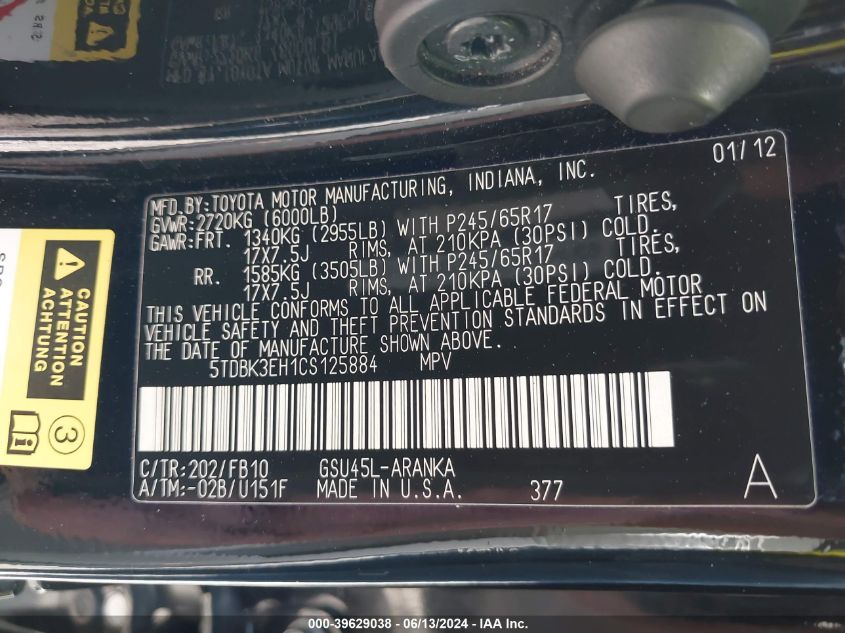 01/12
MFD.BY:TOYOTA MOTOR MANUFACTURING, INDIANA, INC.
GVWR:2720KG (6000LB)
GAWR:FRT. 1340KG (2955LB) WITH P245/65R17 TIRES,
17X7.5J RIMS, AT 210KPA (30PSI) COLD.
RR. 1585KG (3505LB) WITH P245/65R17 TIRES,
17X7.5J RIMS, AT 210KPA (30PSI) COLD.
THIS VEHICLE CONFORMS TO ALL APPLICABLE FEDERAL MOTOR
VEHICLE SAFETY AND THEFT PREVENTION STANDARDS IN EFFECT ON
THE DATE OF MANUFACTURE SHOWN ABOVE.
5TDBK3EH1CS125884 MPV
C/TR:202/FB10 GSU45L-ARANKA
A/TM:-02B/U151F MADE IN U.S.A. 377 A
CAUTION
ATTENTION
ACHTUNG
3
000-39629038 - 06/13/2024 - IAA Inc.